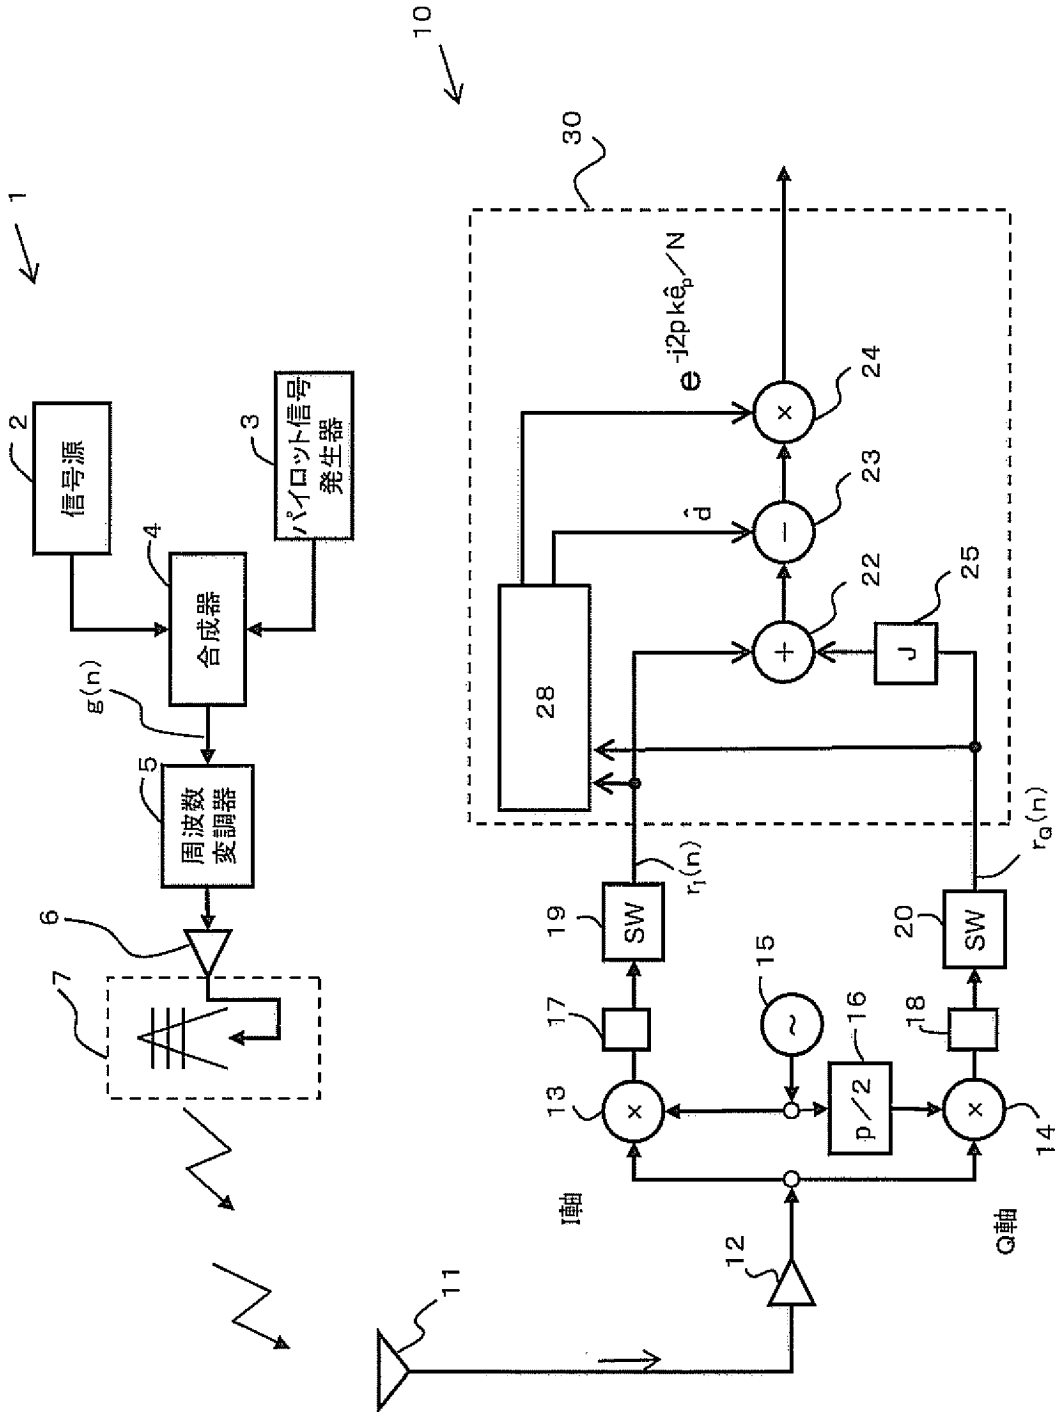 1
2
信号源
3
パイロット信号
発生器
4
合成器
g(n)
5
周波数
変調器
6
7
10
11
12
I軸
Q軸
13
×
14
×
15
~
16
p/2
17
18
19
SW
20
SW
r_I(n)
r_Q(n)
30
28
22
+
25
J
23
−
d̂
24
×
e^{-j2pkê_p/N}